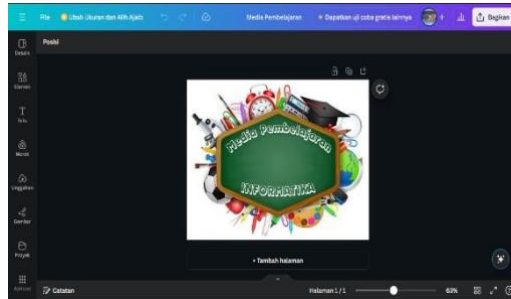 File
Ubah Ukuran dan Alih Ajaib
Media Pembelajaran
Dapatkan uji coba gratis lainnya
Bagikan
Desain
Posisi
Elemen
Teks
Merek
Unggahan
Gambar
Proyek
Aplikasi
Media Pembelajaran
INFORMATIKA
+ Tambah halaman
Catatan
Halaman 1 / 1
63%